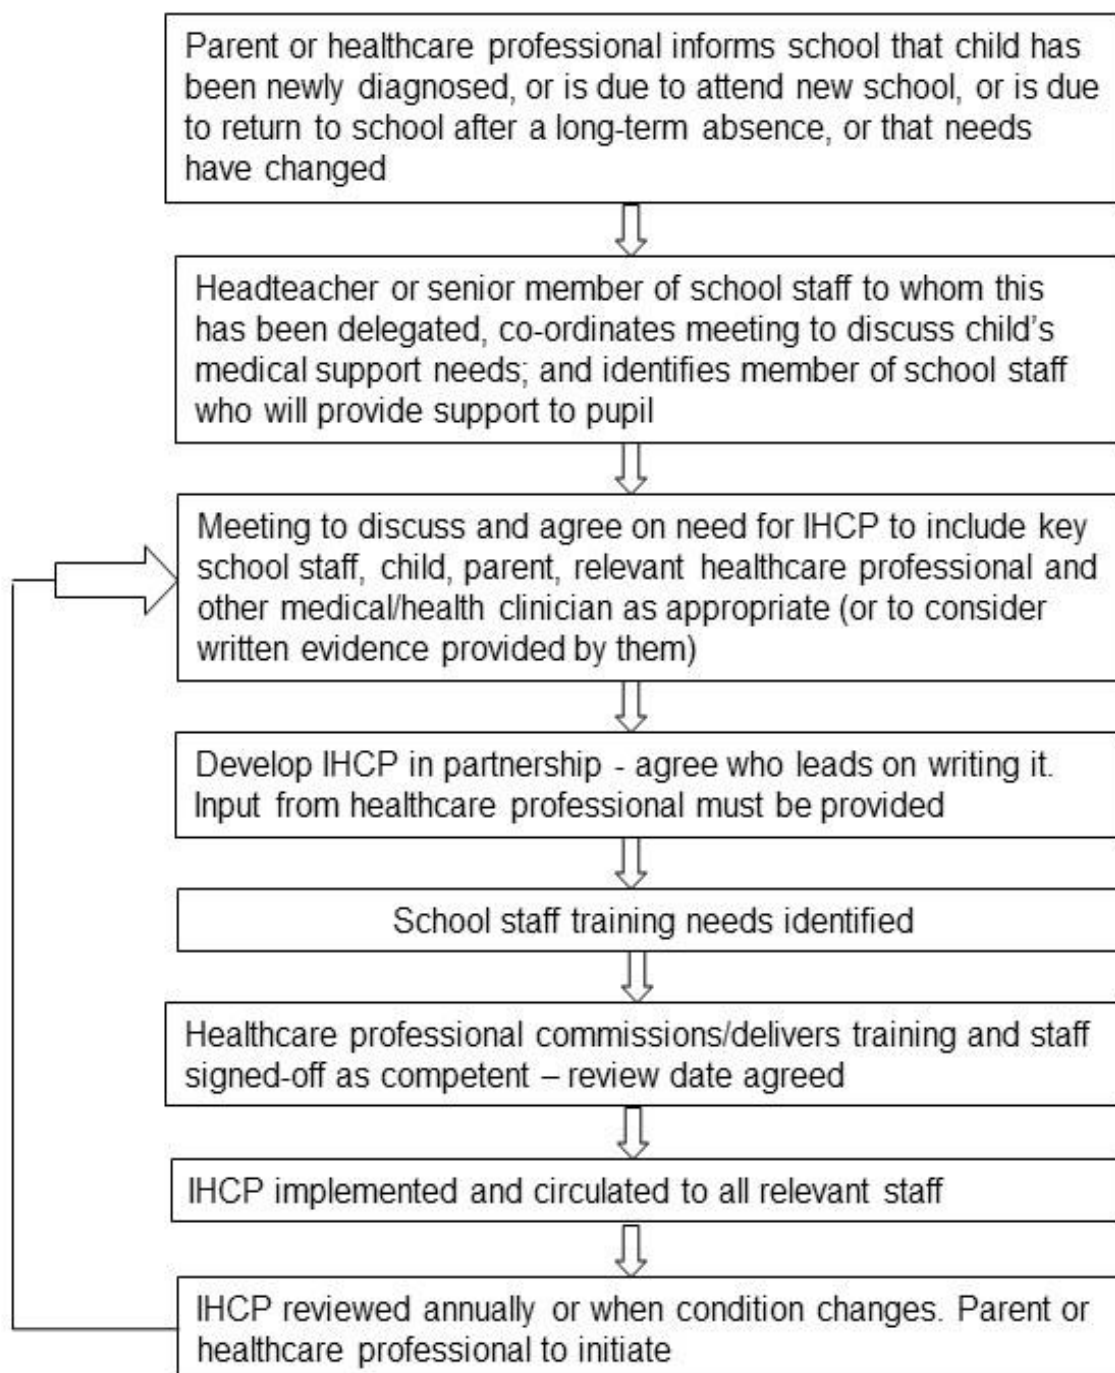 Parent or healthcare professional informs school that child has
been newly diagnosed, or is due to attend new school, or is due
to return to school after a long-term absence, or that needs
have changed
Headteacher or senior member of school staff to whom this
has been delegated, co-ordinates meeting to discuss child’s
medical support needs; and identifies member of school staff
who will provide support to pupil
Meeting to discuss and agree on need for IHCP to include key
school staff, child, parent, relevant healthcare professional and
other medical/health clinician as appropriate (or to consider
written evidence provided by them)
Develop IHCP in partnership - agree who leads on writing it.
Input from healthcare professional must be provided
School staff training needs identified
Healthcare professional commissions/delivers training and staff
signed-off as competent – review date agreed
IHCP implemented and circulated to all relevant staff
IHCP reviewed annually or when condition changes. Parent or
healthcare professional to initiate